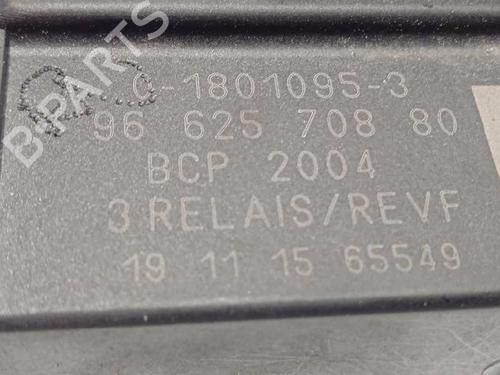 B-PARTS
0-1801095-3
96 625 708 80
BCP 2004
3 RELAIS/REVF
19 11 15 65549